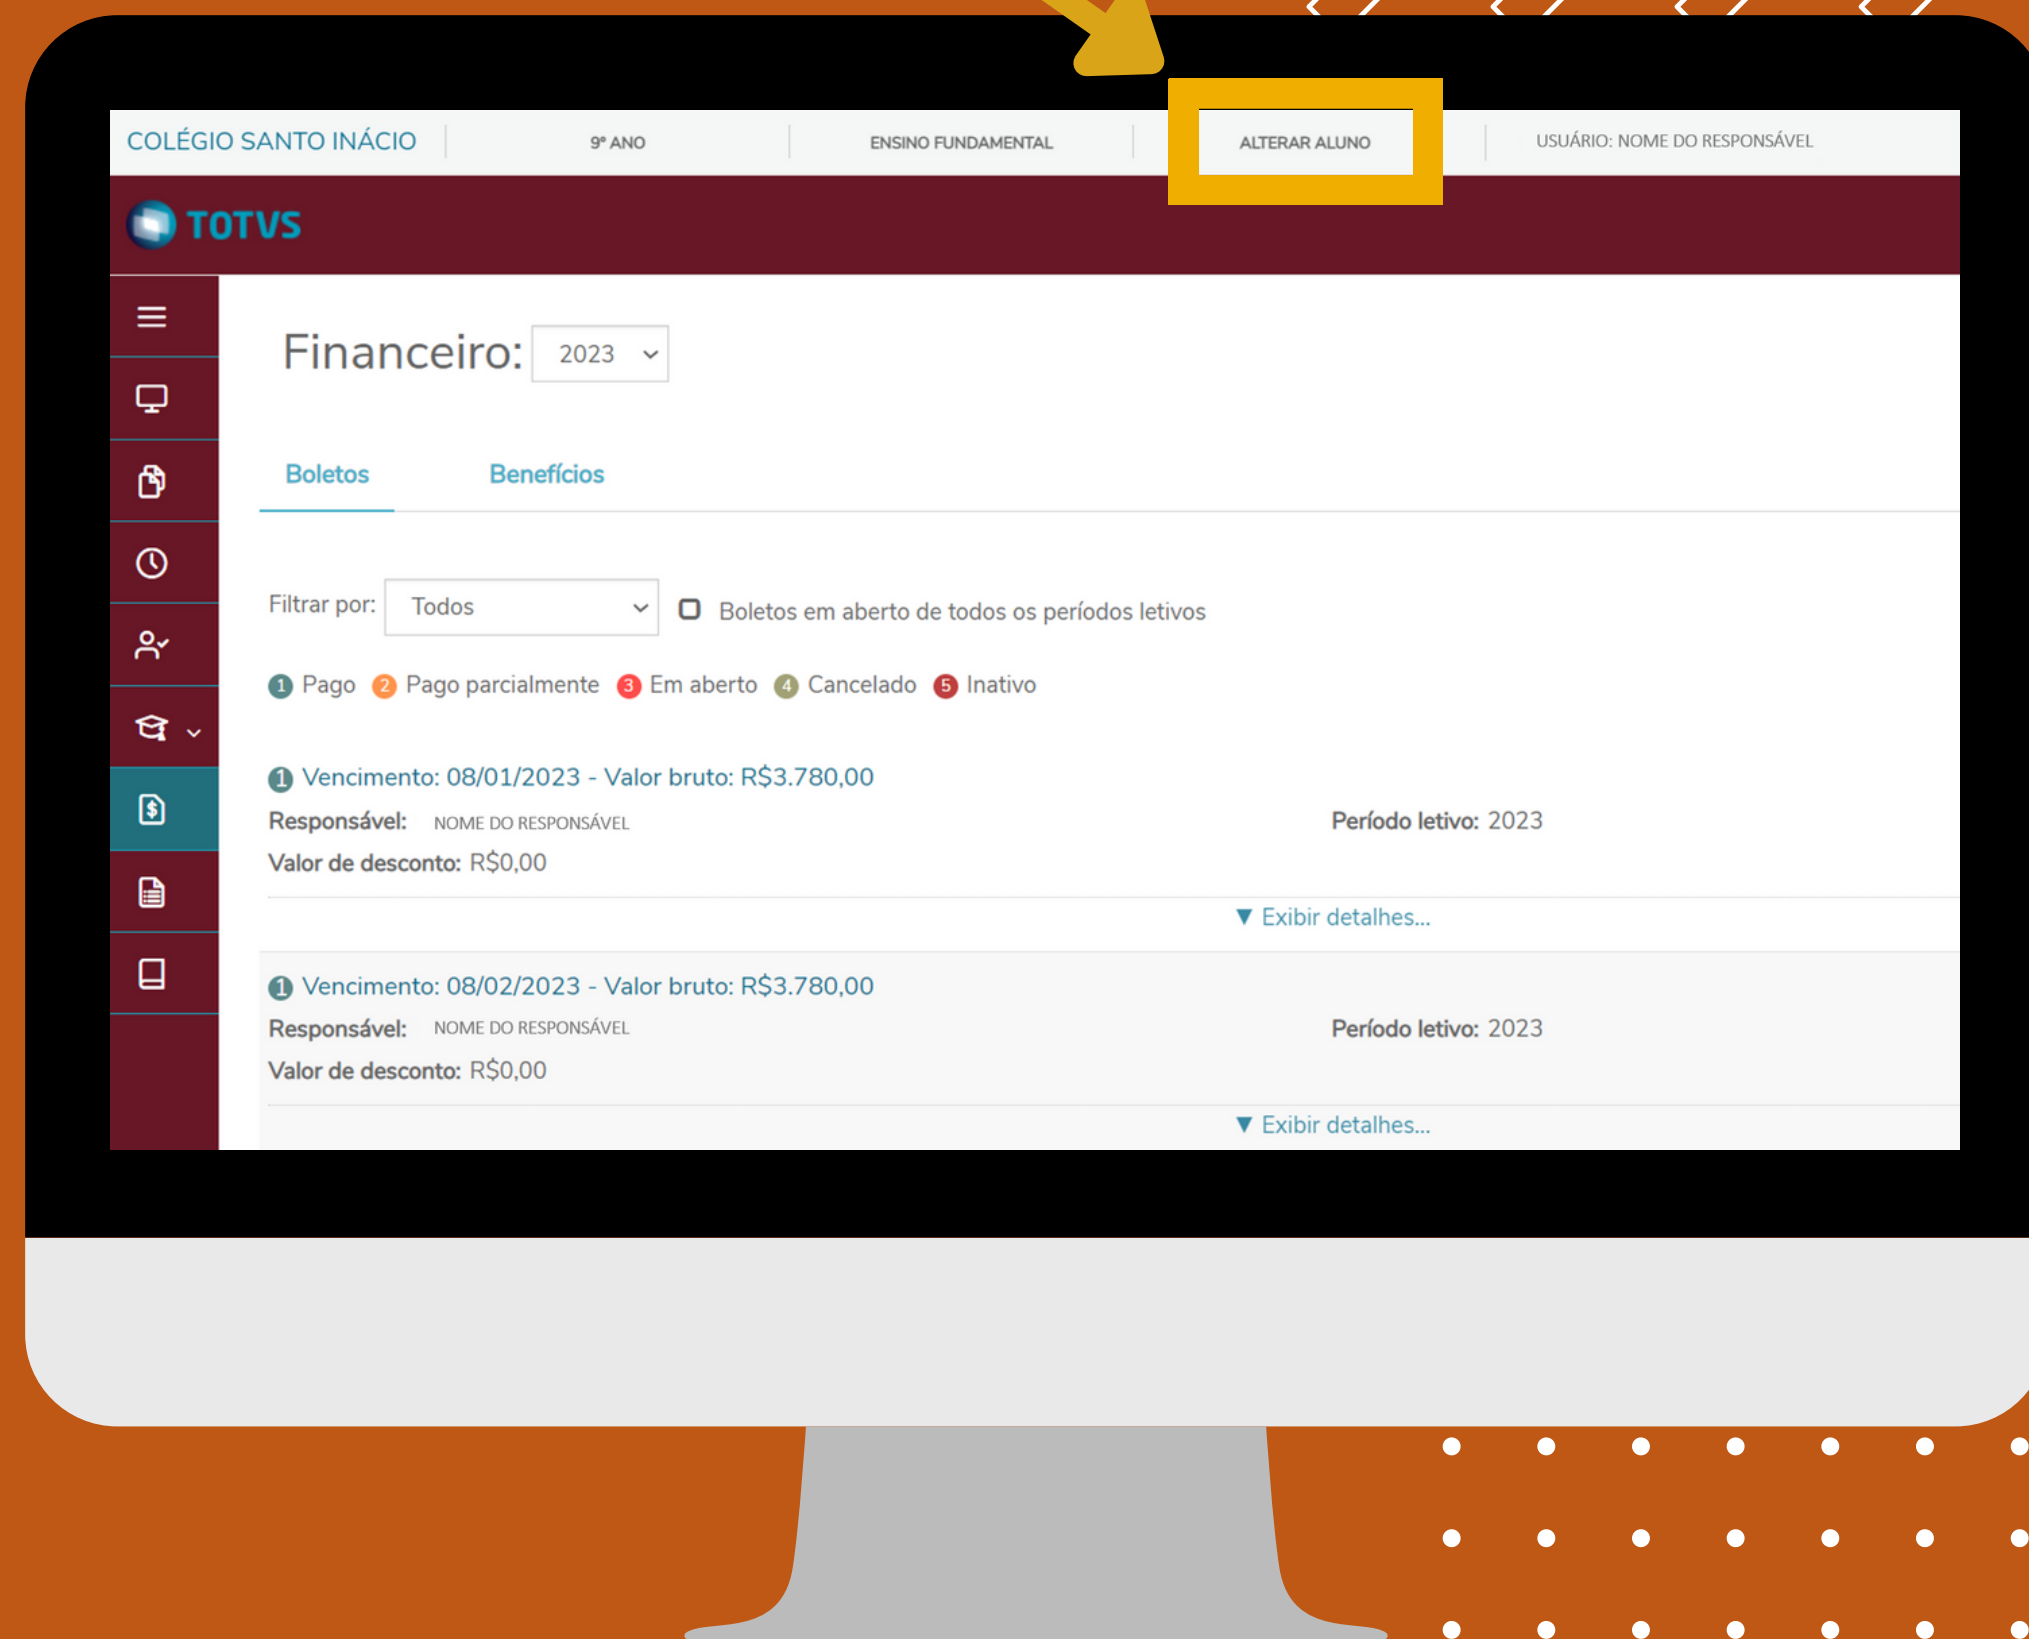 COLÉGIO SANTO INÁCIO 9º ANO ENSINO FUNDAMENTAL ALTERAR ALUNO USUÁRIO: NOME DO RESPONSÁVEL
TOTVS
Financeiro: 2023
Boletos Benefícios
Filtrar por: Todos Boletos em aberto de todos os períodos letivos
1 Pago 2 Pago parcialmente 3 Em aberto 4 Cancelado 5 Inativo
1 Vencimento: 08/01/2023 - Valor bruto: R$3.780,00
Responsável: NOME DO RESPONSÁVEL Período letivo: 2023
Valor de desconto: R$0,00
▼ Exibir detalhes...
1 Vencimento: 08/02/2023 - Valor bruto: R$3.780,00
Responsável: NOME DO RESPONSÁVEL Período letivo: 2023
Valor de desconto: R$0,00
▼ Exibir detalhes...